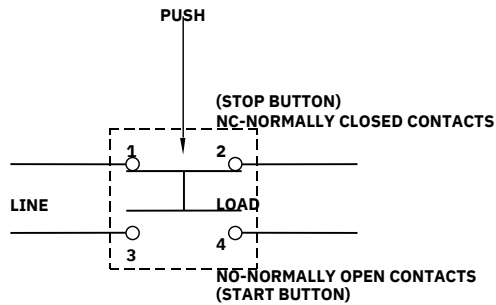 PUSH
(STOP BUTTON)
NC-NORMALLY CLOSED CONTACTS
1 2
LINE LOAD
3 4
NO-NORMALLY OPEN CONTACTS
(START BUTTON)